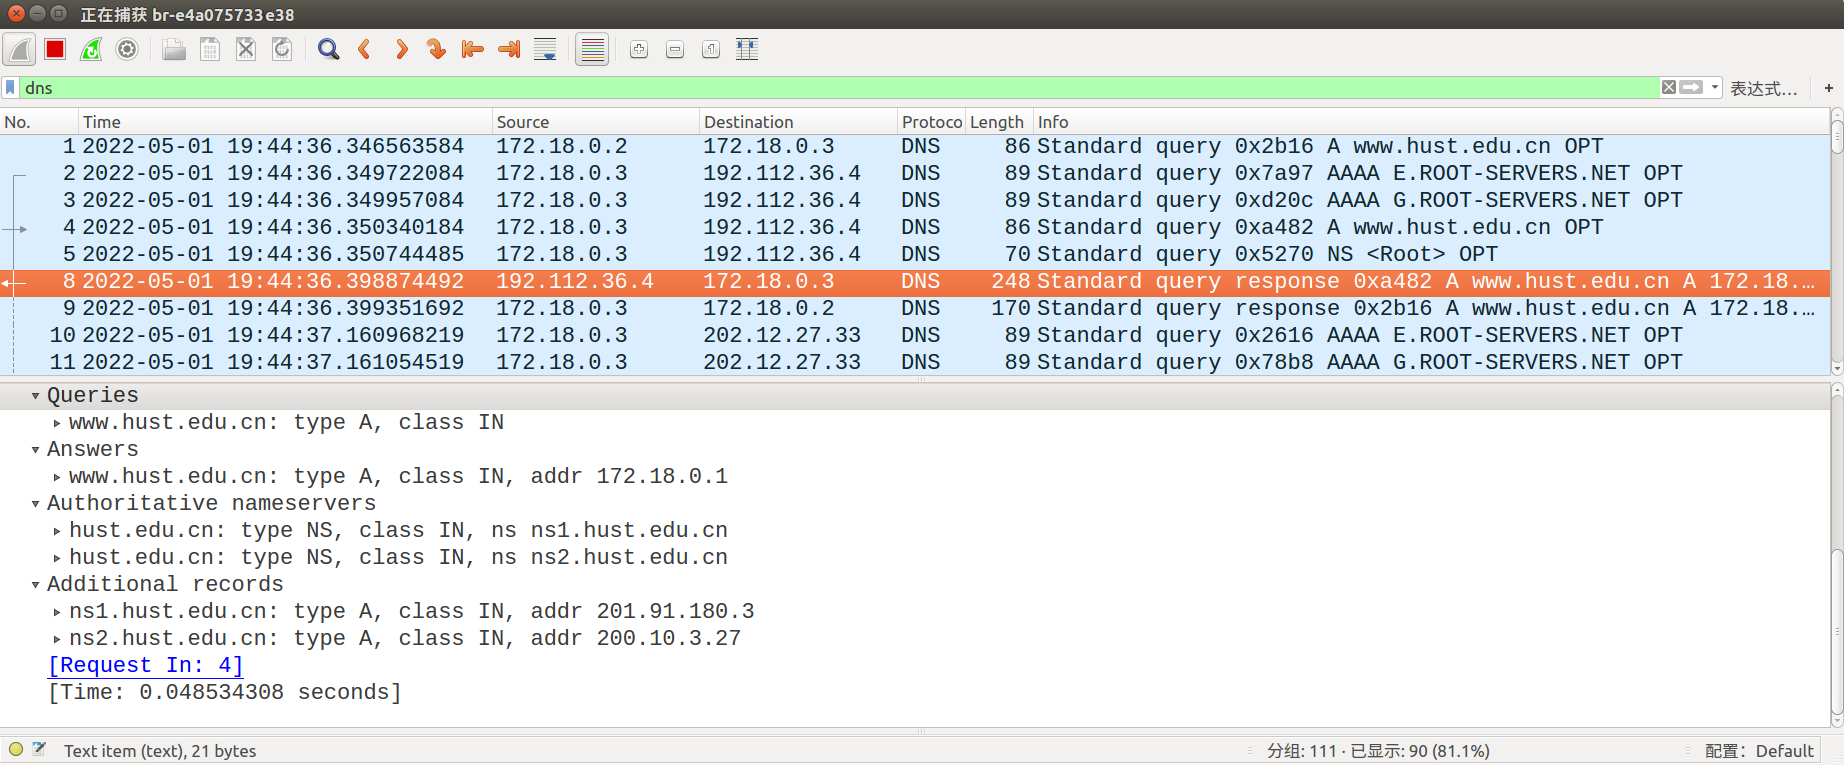 正在捕获 br-e4a075733e38
dns 表达式… +
No. Time Source Destination Protoco Length Info
1 2022-05-01 19:44:36.346563584 172.18.0.2 172.18.0.3 DNS 86 Standard query 0x2b16 A www.hust.edu.cn OPT
2 2022-05-01 19:44:36.349722084 172.18.0.3 192.112.36.4 DNS 89 Standard query 0x7a97 AAAA E.ROOT-SERVERS.NET OPT
3 2022-05-01 19:44:36.349957084 172.18.0.3 192.112.36.4 DNS 89 Standard query 0xd20c AAAA G.ROOT-SERVERS.NET OPT
4 2022-05-01 19:44:36.350340184 172.18.0.3 192.112.36.4 DNS 86 Standard query 0xa482 A www.hust.edu.cn OPT
5 2022-05-01 19:44:36.350744485 172.18.0.3 192.112.36.4 DNS 70 Standard query 0x5270 NS <Root> OPT
8 2022-05-01 19:44:36.398874492 192.112.36.4 172.18.0.3 DNS 248 Standard query response 0xa482 A www.hust.edu.cn A 172.18.…
9 2022-05-01 19:44:36.399351692 172.18.0.3 172.18.0.2 DNS 170 Standard query response 0x2b16 A www.hust.edu.cn A 172.18.…
10 2022-05-01 19:44:37.160968219 172.18.0.3 202.12.27.33 DNS 89 Standard query 0x2616 AAAA E.ROOT-SERVERS.NET OPT
11 2022-05-01 19:44:37.161054519 172.18.0.3 202.12.27.33 DNS 89 Standard query 0x78b8 AAAA G.ROOT-SERVERS.NET OPT
Queries
www.hust.edu.cn: type A, class IN
Answers
www.hust.edu.cn: type A, class IN, addr 172.18.0.1
Authoritative nameservers
hust.edu.cn: type NS, class IN, ns ns1.hust.edu.cn
hust.edu.cn: type NS, class IN, ns ns2.hust.edu.cn
Additional records
ns1.hust.edu.cn: type A, class IN, addr 201.91.180.3
ns2.hust.edu.cn: type A, class IN, addr 200.10.3.27
[Request In: 4]
[Time: 0.048534308 seconds]
Text item (text), 21 bytes 分组: 111 · 已显示: 90 (81.1%) 配置： Default